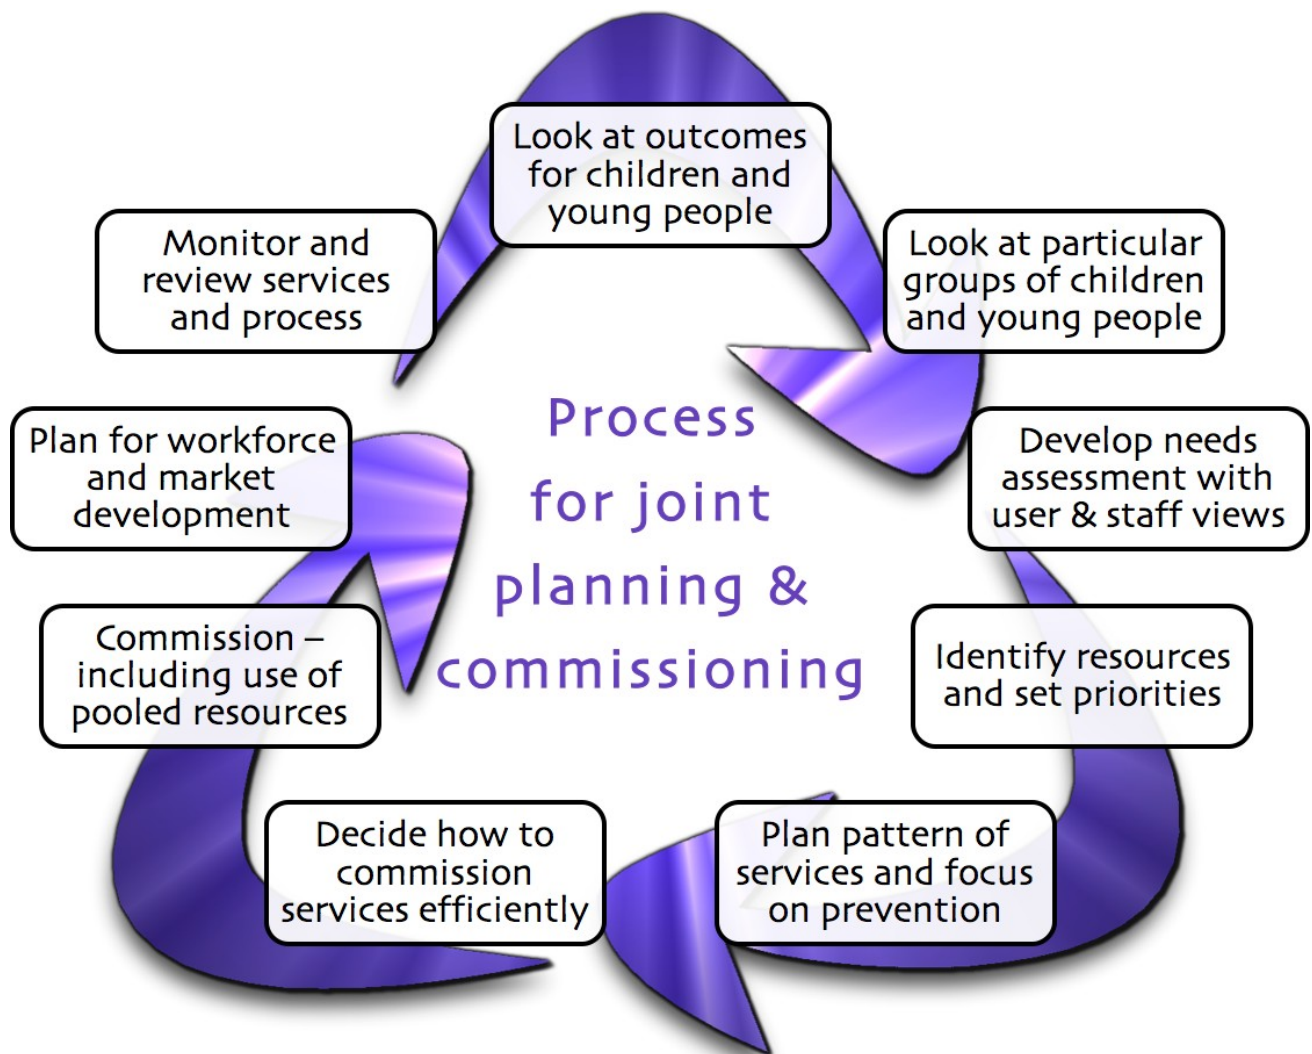 Look at outcomes
for children and
young people
Look at particular
groups of children
and young people
Develop needs
assessment with
user & staff views
Identify resources
and set priorities
Plan pattern of
services and focus
on prevention
Decide how to
commission
services efficiently
Commission –
including use of
pooled resources
Plan for workforce
and market
development
Monitor and
review services
and process
Process
for joint
planning &
commissioning